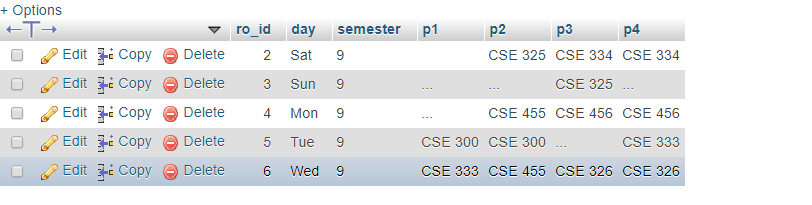 + Options
←T→ ro_id day semester p1 p2 p3 p4
Edit Copy Delete 2 Sat 9 CSE 325 CSE 334 CSE 334
Edit Copy Delete 3 Sun 9 ... ... CSE 325 ...
Edit Copy Delete 4 Mon 9 ... CSE 455 CSE 456 CSE 456
Edit Copy Delete 5 Tue 9 CSE 300 CSE 300 ... CSE 333
Edit Copy Delete 6 Wed 9 CSE 333 CSE 455 CSE 326 CSE 326